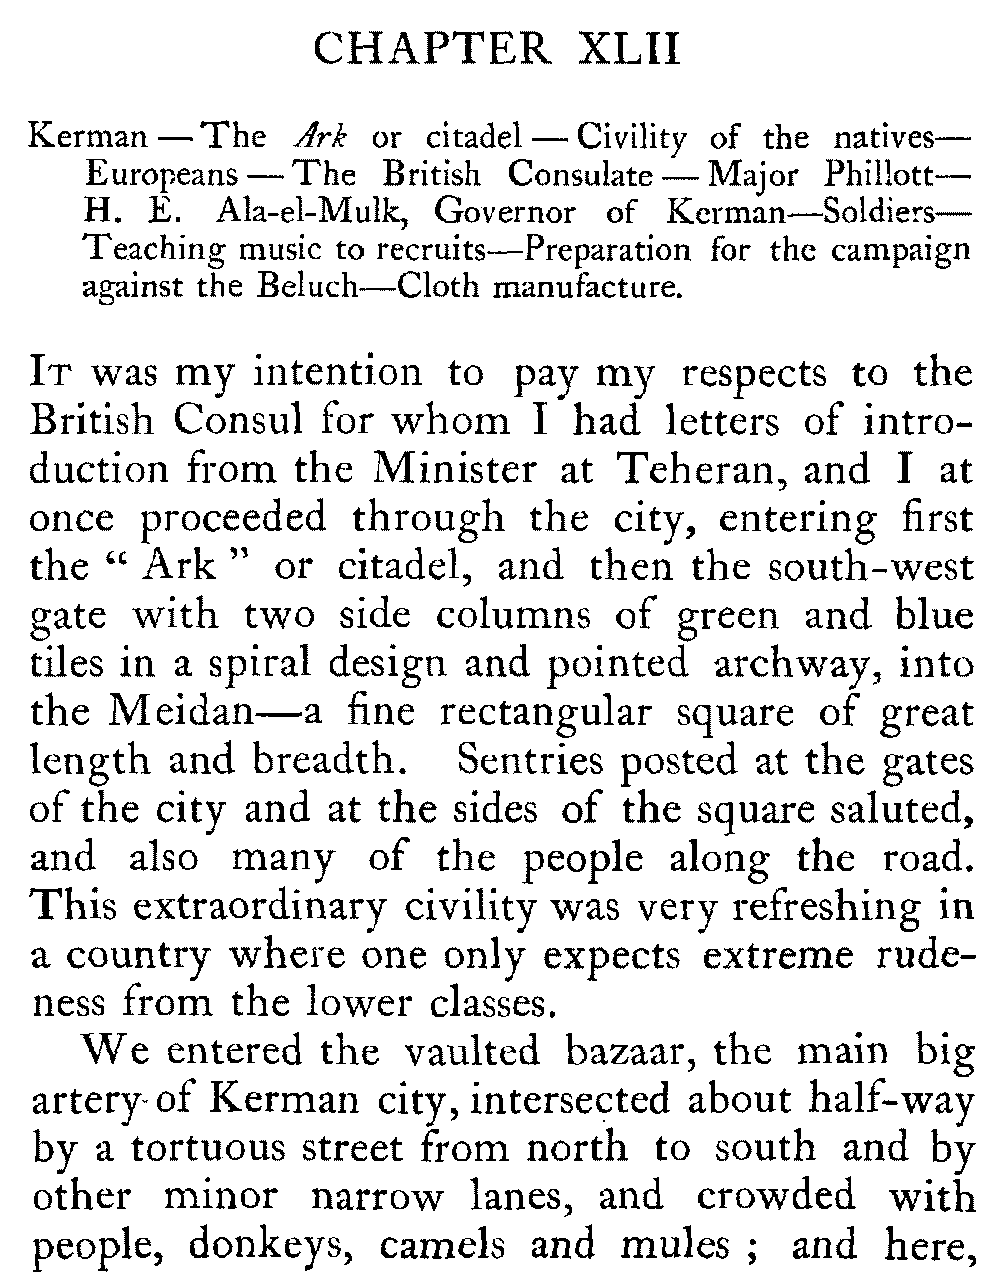 CHAPTER XLII
Kerman — The Ark or citadel — Civility of the natives—
Europeans — The British Consulate — Major Phillott—
H. E. Ala-el-Mulk, Governor of Kerman—Soldiers—
Teaching music to recruits—Preparation for the campaign
against the Beluch—Cloth manufacture.
IT was my intention to pay my respects to the
British Consul for whom I had letters of intro-
duction from the Minister at Teheran, and I at
once proceeded through the city, entering first
the “ Ark ” or citadel, and then the south-west
gate with two side columns of green and blue
tiles in a spiral design and pointed archway, into
the Meidan—a fine rectangular square of great
length and breadth. Sentries posted at the gates
of the city and at the sides of the square saluted,
and also many of the people along the road.
This extraordinary civility was very refreshing in
a country where one only expects extreme rude-
ness from the lower classes.
We entered the vaulted bazaar, the main big
artery of Kerman city, intersected about half-way
by a tortuous street from north to south and by
other minor narrow lanes, and crowded with
people, donkeys, camels and mules ; and here,